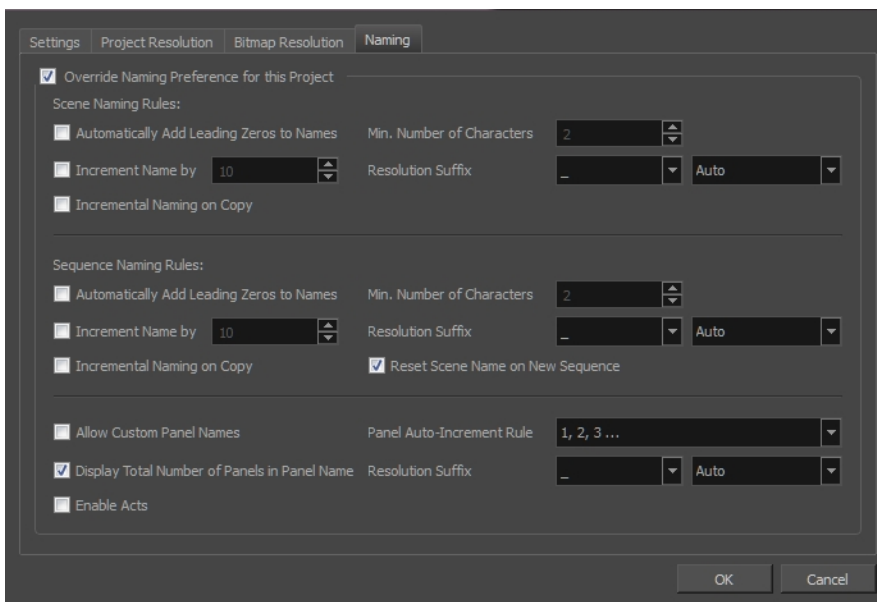 Settings Project Resolution Bitmap Resolution Naming
Override Naming Preference for this Project
Scene Naming Rules:
Automatically Add Leading Zeros to Names Min. Number of Characters 2
Increment Name by 10 Resolution Suffix _ Auto
Incremental Naming on Copy
Sequence Naming Rules:
Automatically Add Leading Zeros to Names Min. Number of Characters 2
Increment Name by 10 Resolution Suffix _ Auto
Incremental Naming on Copy Reset Scene Name on New Sequence
Allow Custom Panel Names Panel Auto-Increment Rule 1, 2, 3 ...
Display Total Number of Panels in Panel Name Resolution Suffix _ Auto
Enable Acts
OK Cancel